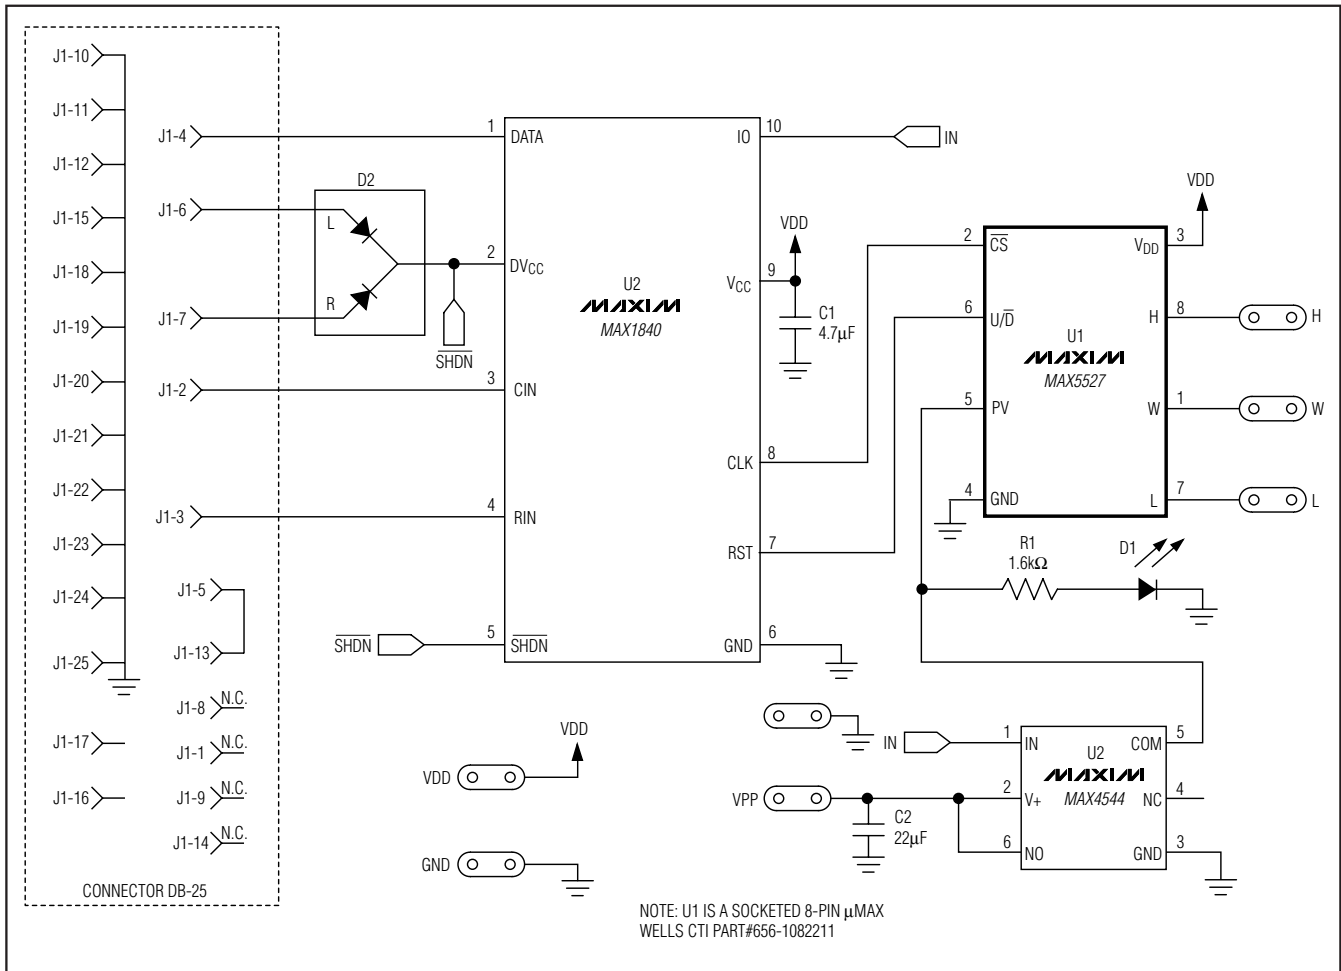 J1-10
J1-11
J1-12
J1-15
J1-18
J1-19
J1-20
J1-21
J1-22
J1-23
J1-24
J1-25
J1-17
J1-16
J1-4
J1-6
J1-7
J1-2
J1-3
J1-5
J1-13
J1-8 N.C.
J1-1 N.C.
J1-9 N.C.
J1-14 N.C.
CONNECTOR DB-25
D2
L
R
SHDN
SHDN
1 DATA
2 DVCC
3 CIN
4 RIN
5 SHDN
U2
MAXIM
MAX1840
IO 10
VCC 9
CLK 8
RST 7
GND 6
IN
VDD
C1
4.7µF
2 CS
6 U/D
5 PV
4 GND
U1
MAXIM
MAX5527
VDD 3
H 8
W 1
L 7
VDD
H
W
L
R1
1.6kΩ
D1
VDD
VDD
GND
IN
VPP
C2
22µF
1 IN
2 V+
6 NO
U2
MAXIM
MAX4544
COM 5
NC 4
GND 3
NOTE: U1 IS A SOCKETED 8-PIN µMAX
WELLS CTI PART#656-1082211